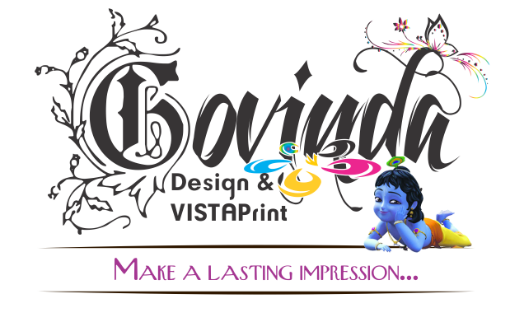 Govinda
Design &
VISTAPrint
MAKE A LASTING IMPRESSION...